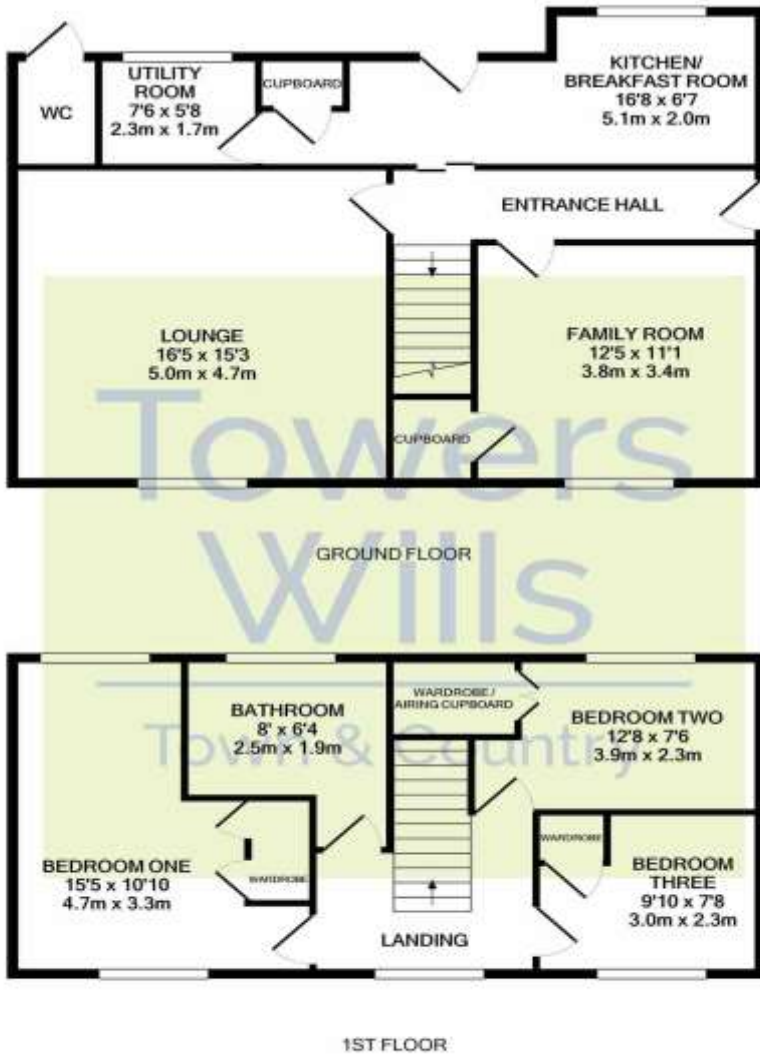 WC
UTILITY
ROOM
7'6 x 5'8
2.3m x 1.7m
CUPBOARD
KITCHEN/
BREAKFAST ROOM
16'8 x 6'7
5.1m x 2.0m
ENTRANCE HALL
LOUNGE
16'5 x 15'3
5.0m x 4.7m
FAMILY ROOM
12'5 x 11'1
3.8m x 3.4m
CUPBOARD
Towers
Wills
Town & Country
GROUND FLOOR
BATHROOM
8' x 6'4
2.5m x 1.9m
WARDROBE /
AIRING CUPBOARD
BEDROOM TWO
12'8 x 7'6
3.9m x 2.3m
BEDROOM ONE
15'5 x 10'10
4.7m x 3.3m
WARDROBE
WARDROBE
BEDROOM
THREE
9'10 x 7'8
3.0m x 2.3m
LANDING
1ST FLOOR